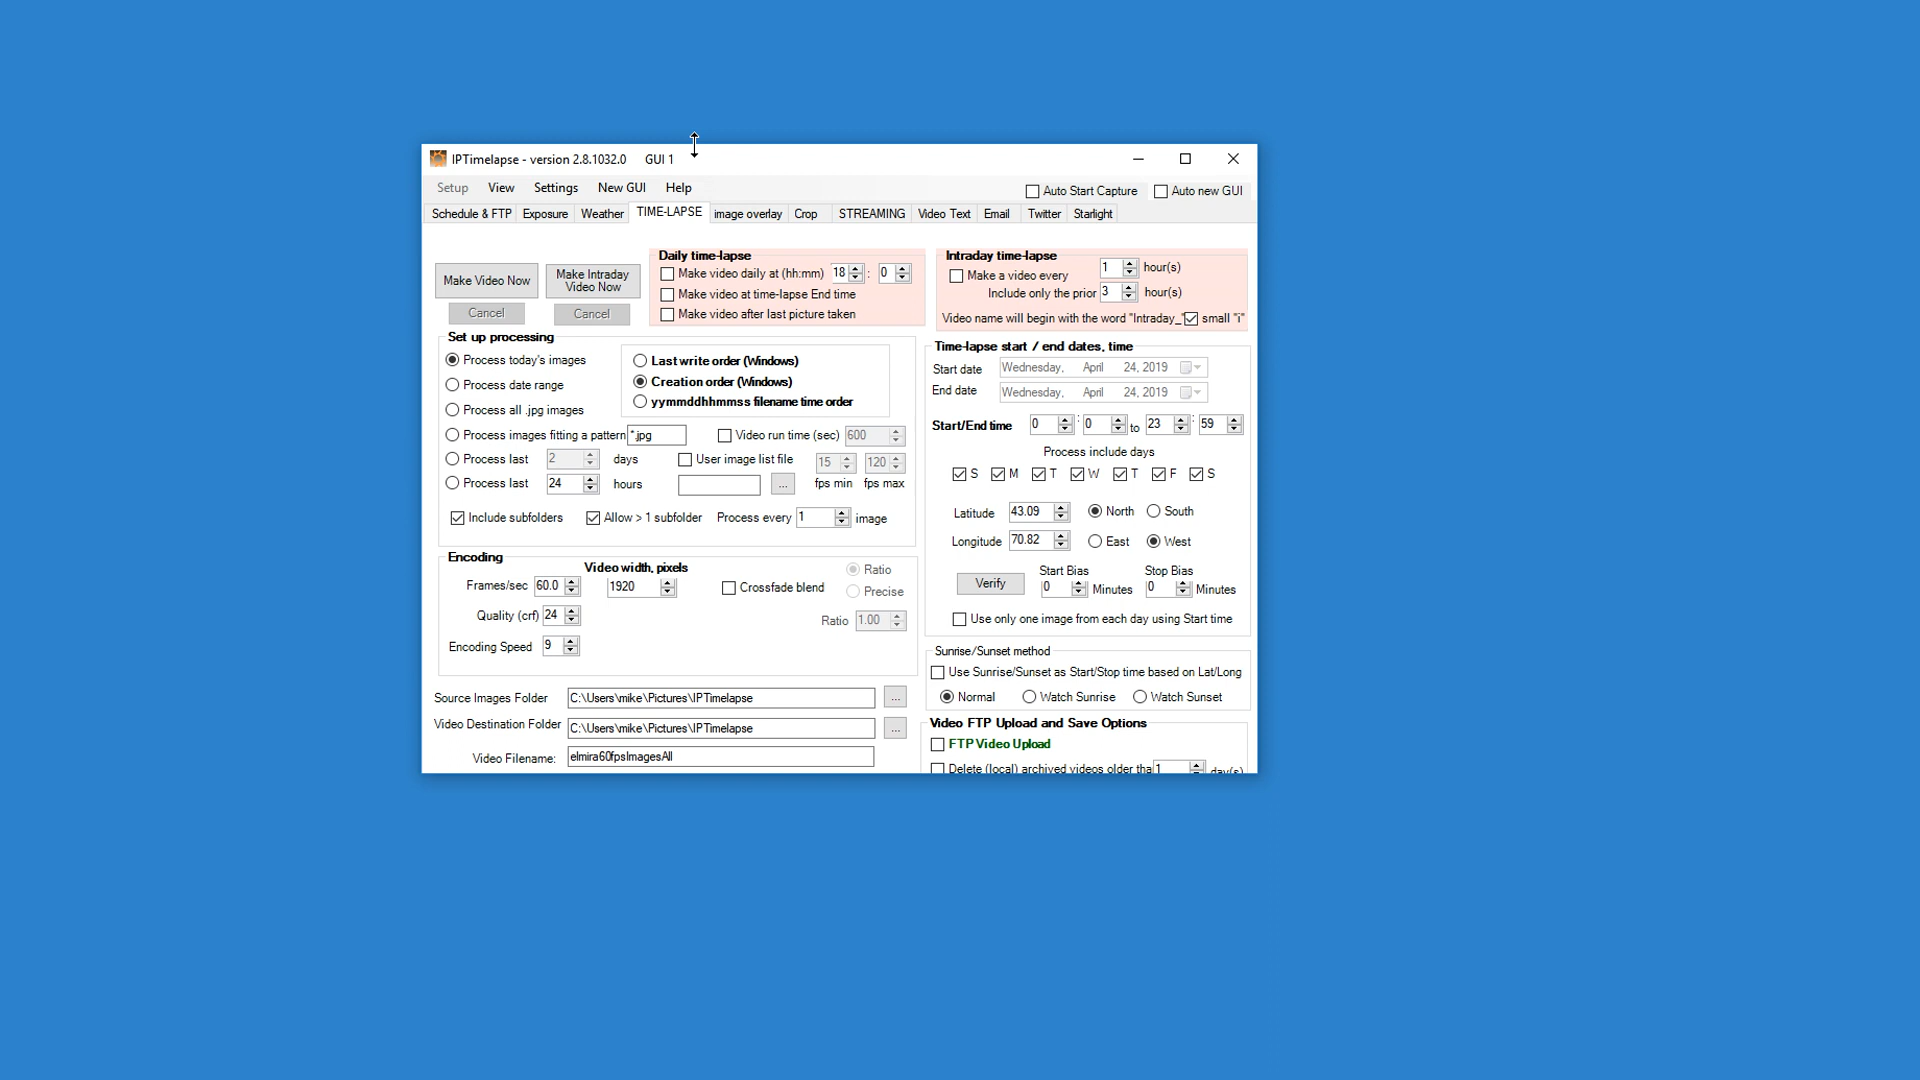 IPTimelapse - version 2.8.1032.0 GUI 1
Setup View Settings New GUI Help
Auto Start Capture Auto new GUI
Schedule & FTP Exposure Weather TIME-LAPSE image overlay Crop STREAMING Video Text Email Twitter Starlight
Make Video Now
Make Intraday
Video Now
Cancel
Cancel
Daily time-lapse
Make video daily at (hh:mm) 18 : 0
Make video at time-lapse End time
Make video after last picture taken
Intraday time-lapse
Make a video every 1 hour(s)
Include only the prior 3 hour(s)
Video name will begin with the word "Intraday_" small "i"
Set up processing
Process today's images
Process date range
Process all .jpg images
Process images fitting a pattern *.jpg
Process last 2 days
Process last 24 hours
Last write order (Windows)
Creation order (Windows)
yymmddhhmmss filename time order
Video run time (sec) 600
User image list file 15 120
... fps min fps max
Include subfolders Allow > 1 subfolder Process every 1 image
Time-lapse start / end dates, time
Start date Wednesday, April 24, 2019
End date Wednesday, April 24, 2019
Start/End time 0 : 0 to 23 : 59
Process include days
S M T W T F S
Latitude 43.09 North South
Longitude 70.82 East West
Verify
Start Bias
0 Minutes
Stop Bias
0 Minutes
Use only one image from each day using Start time
Encoding
Frames/sec 60.0
Quality (crf) 24
Encoding Speed 9
Video width, pixels
1920
Crossfade blend
Ratio
Precise
Ratio 1.00
Sunrise/Sunset method
Use Sunrise/Sunset as Start/Stop time based on Lat/Long
Normal Watch Sunrise Watch Sunset
Source Images Folder C:\Users\mike\Pictures\IPTimelapse ...
Video Destination Folder C:\Users\mike\Pictures\IPTimelapse ...
Video Filename: elmira60fpsImagesAll
Video FTP Upload and Save Options
FTP Video Upload
Delete (local) archived videos older tha 1 day(s)